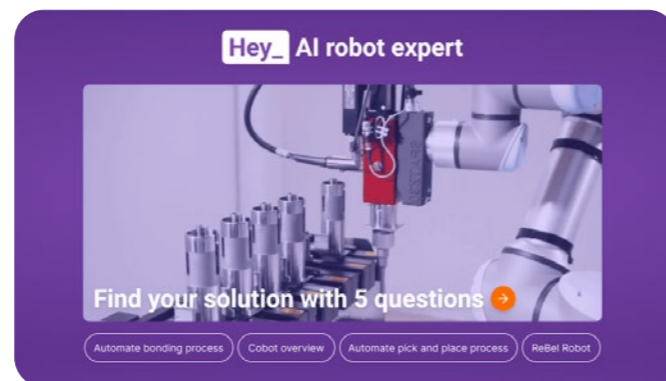 Hey_ AI robot expert
Find your solution with 5 questions
Automate bonding process
Cobot overview
Automate pick and place process
ReBel Robot